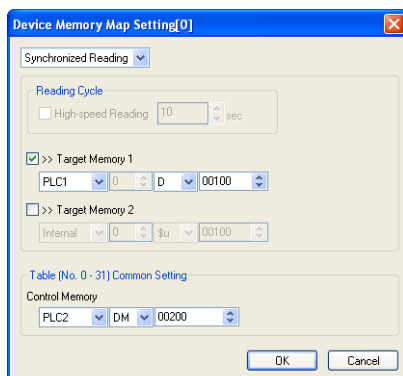 Device Memory Map Setting[0]
Synchronized Reading
Reading Cycle
High-speed Reading 10 sec
>> Target Memory 1
PLC1 0 D 00100
>> Target Memory 2
Internal 0 $u 00100
Table (No. 0 - 31) Common Setting
Control Memory
PLC2 DM 00200
OK Cancel